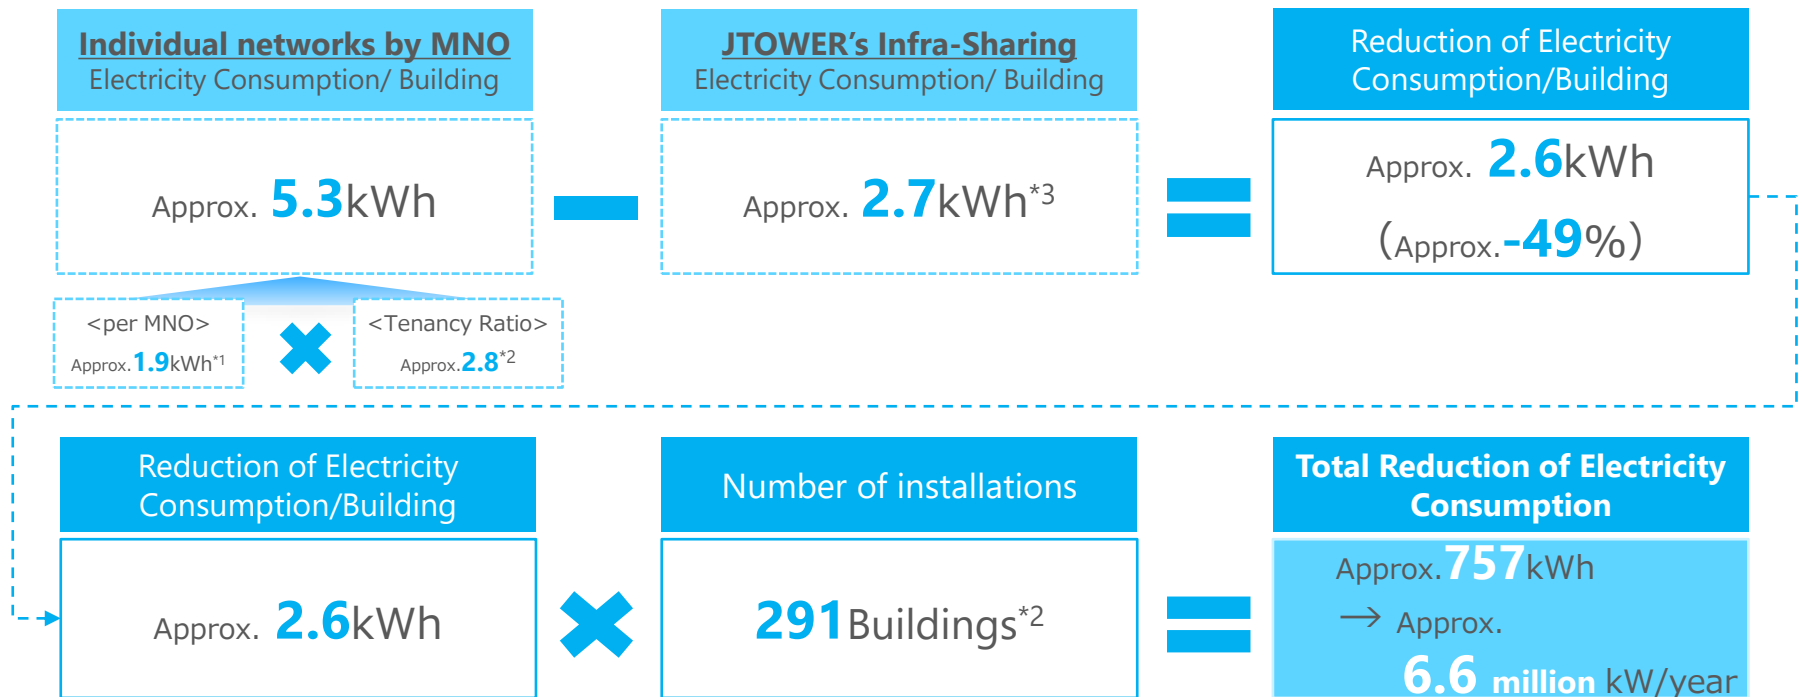 Individual networks by MNO
Electricity Consumption/ Building
JTOWER's Infra-Sharing
Electricity Consumption/ Building
Reduction of Electricity
Consumption/Building
Approx. 5.3kWh
Approx. 2.7kWh*3
Approx. 2.6kWh
(Approx.-49%)
<per MNO>
Approx.1.9kWh*1
<Tenancy Ratio>
Approx.2.8*2
Reduction of Electricity
Consumption/Building
Number of installations
Total Reduction of Electricity
Consumption
Approx. 2.6kWh
291Buildings*2
Approx.757kWh
→ Approx.
6.6 million kW/year